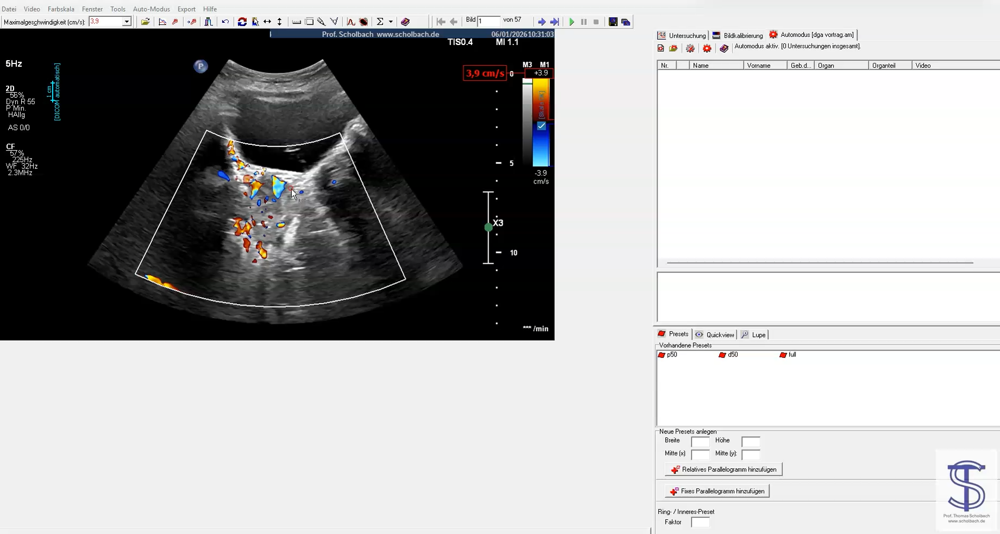 Datei Video Farbskala Fenster Tools Auto-Modus Export Hilfe
Maximalgeschwindigkeit (cm/s): 3,9 Bild 1 von 57
Prof. Scholbach www.scholbach.de 06/01/2026 10:31:03
TIS0.4 MI 1.1
5Hz
2D
56%
Dyn R 55
P Min.
HAllg
AS 0/0
CF
57%
225Hz
WF 32Hz
2.3MHz
1 cm
[DICOM automatisch]
P
M3 M1
3,9 cm/s 0 +3.9
-3.9
cm/s
5
X3
10
*** /min
Untersuchung Bildkalibrierung Automodus [dga vortrag.am]
Automodus aktiv. [0 Untersuchungen insgesamt].
Nr. Name Vorname Geb.d... Organ Organteil Video
Presets Quickview Lupe
Vorhandene Presets
p50 d50 full
Neue Presets anlegen
Breite Höhe
Mitte (x) Mitte (y):
Relatives Parallelogramm hinzufügen
Fixes Parallelogramm hinzufügen
Ring- / Inneres-Preset
Faktor
TS
Prof. Thomas Scholbach
www.scholbach.de